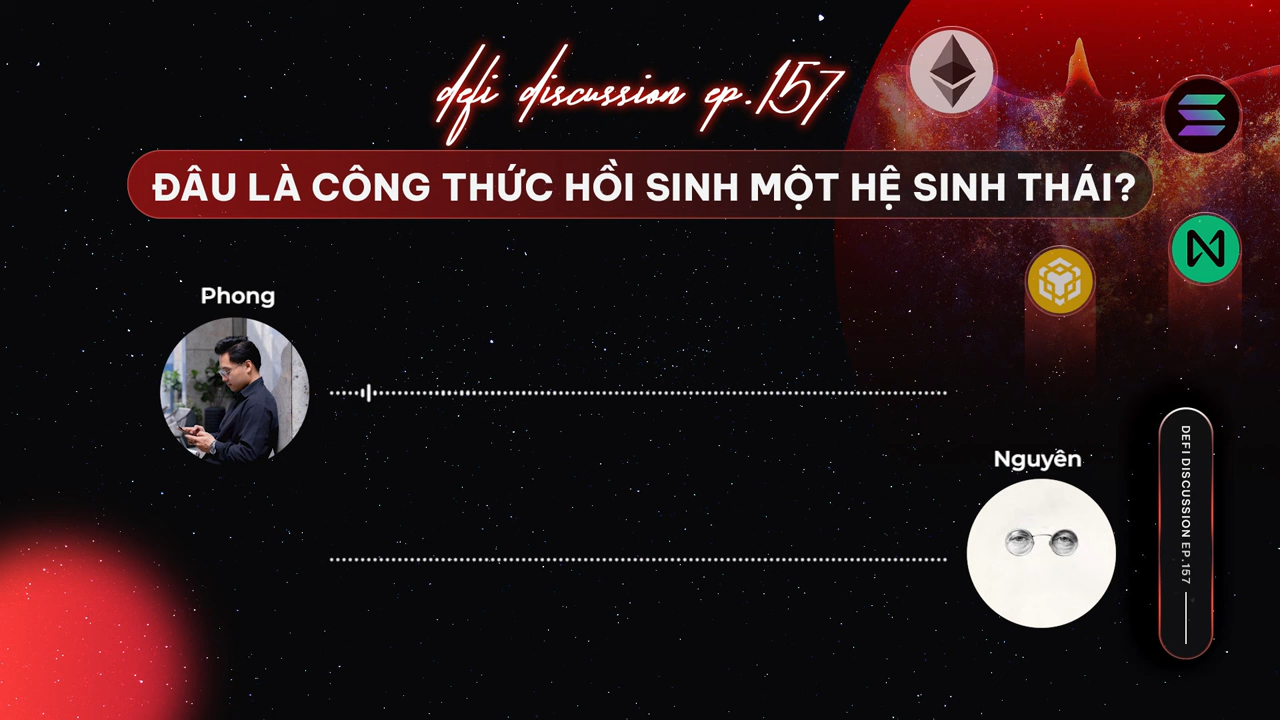 defi discussion ep.157
ĐÂU LÀ CÔNG THỨC HỒI SINH MỘT HỆ SINH THÁI?
Phong
Nguyên
DEFI DISCUSSION EP.157